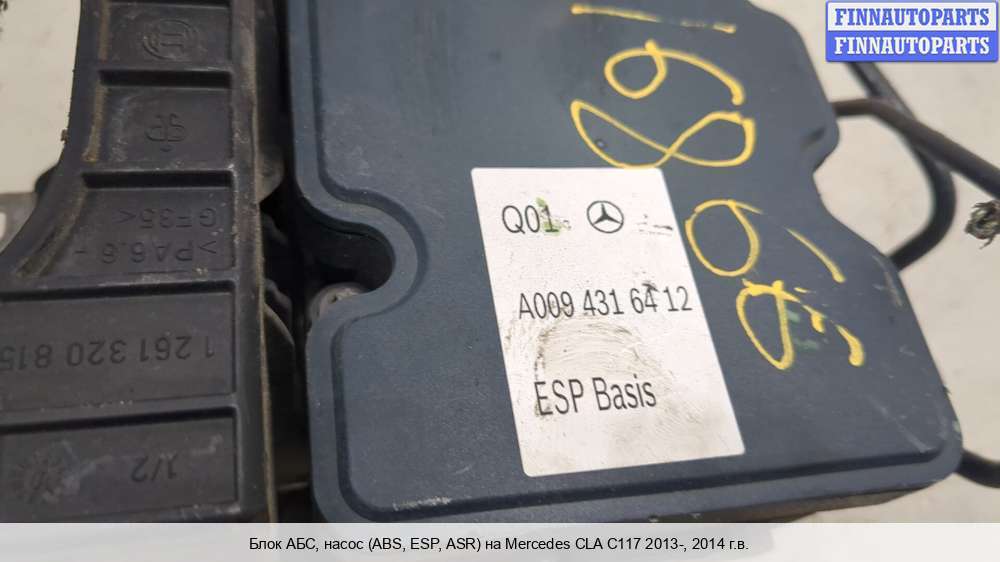 FINNAUTOPARTS
FINNAUTOPARTS
Q01
A009 431 64 12
ESP Basis
>PA6.6-
GF35<
1 261 320 815
1/2
Блок АБС, насос (ABS, ESP, ASR) на Mercedes CLA C117 2013-, 2014 г.в.